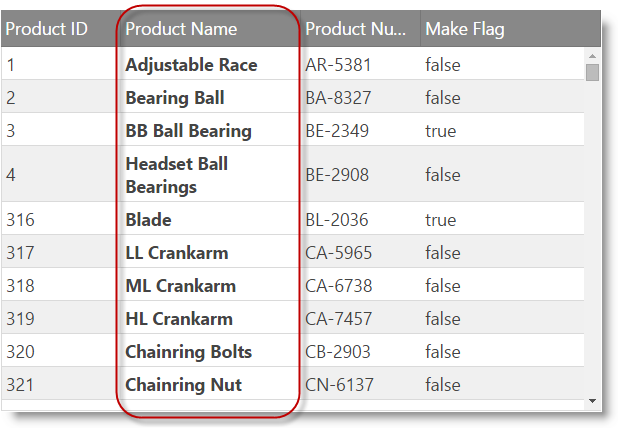 Product ID Product Name Product Nu... Make Flag
1 Adjustable Race AR-5381 false
2 Bearing Ball BA-8327 false
3 BB Ball Bearing BE-2349 true
4 Headset Ball Bearings BE-2908 false
316 Blade BL-2036 true
317 LL Crankarm CA-5965 false
318 ML Crankarm CA-6738 false
319 HL Crankarm CA-7457 false
320 Chainring Bolts CB-2903 false
321 Chainring Nut CN-6137 false